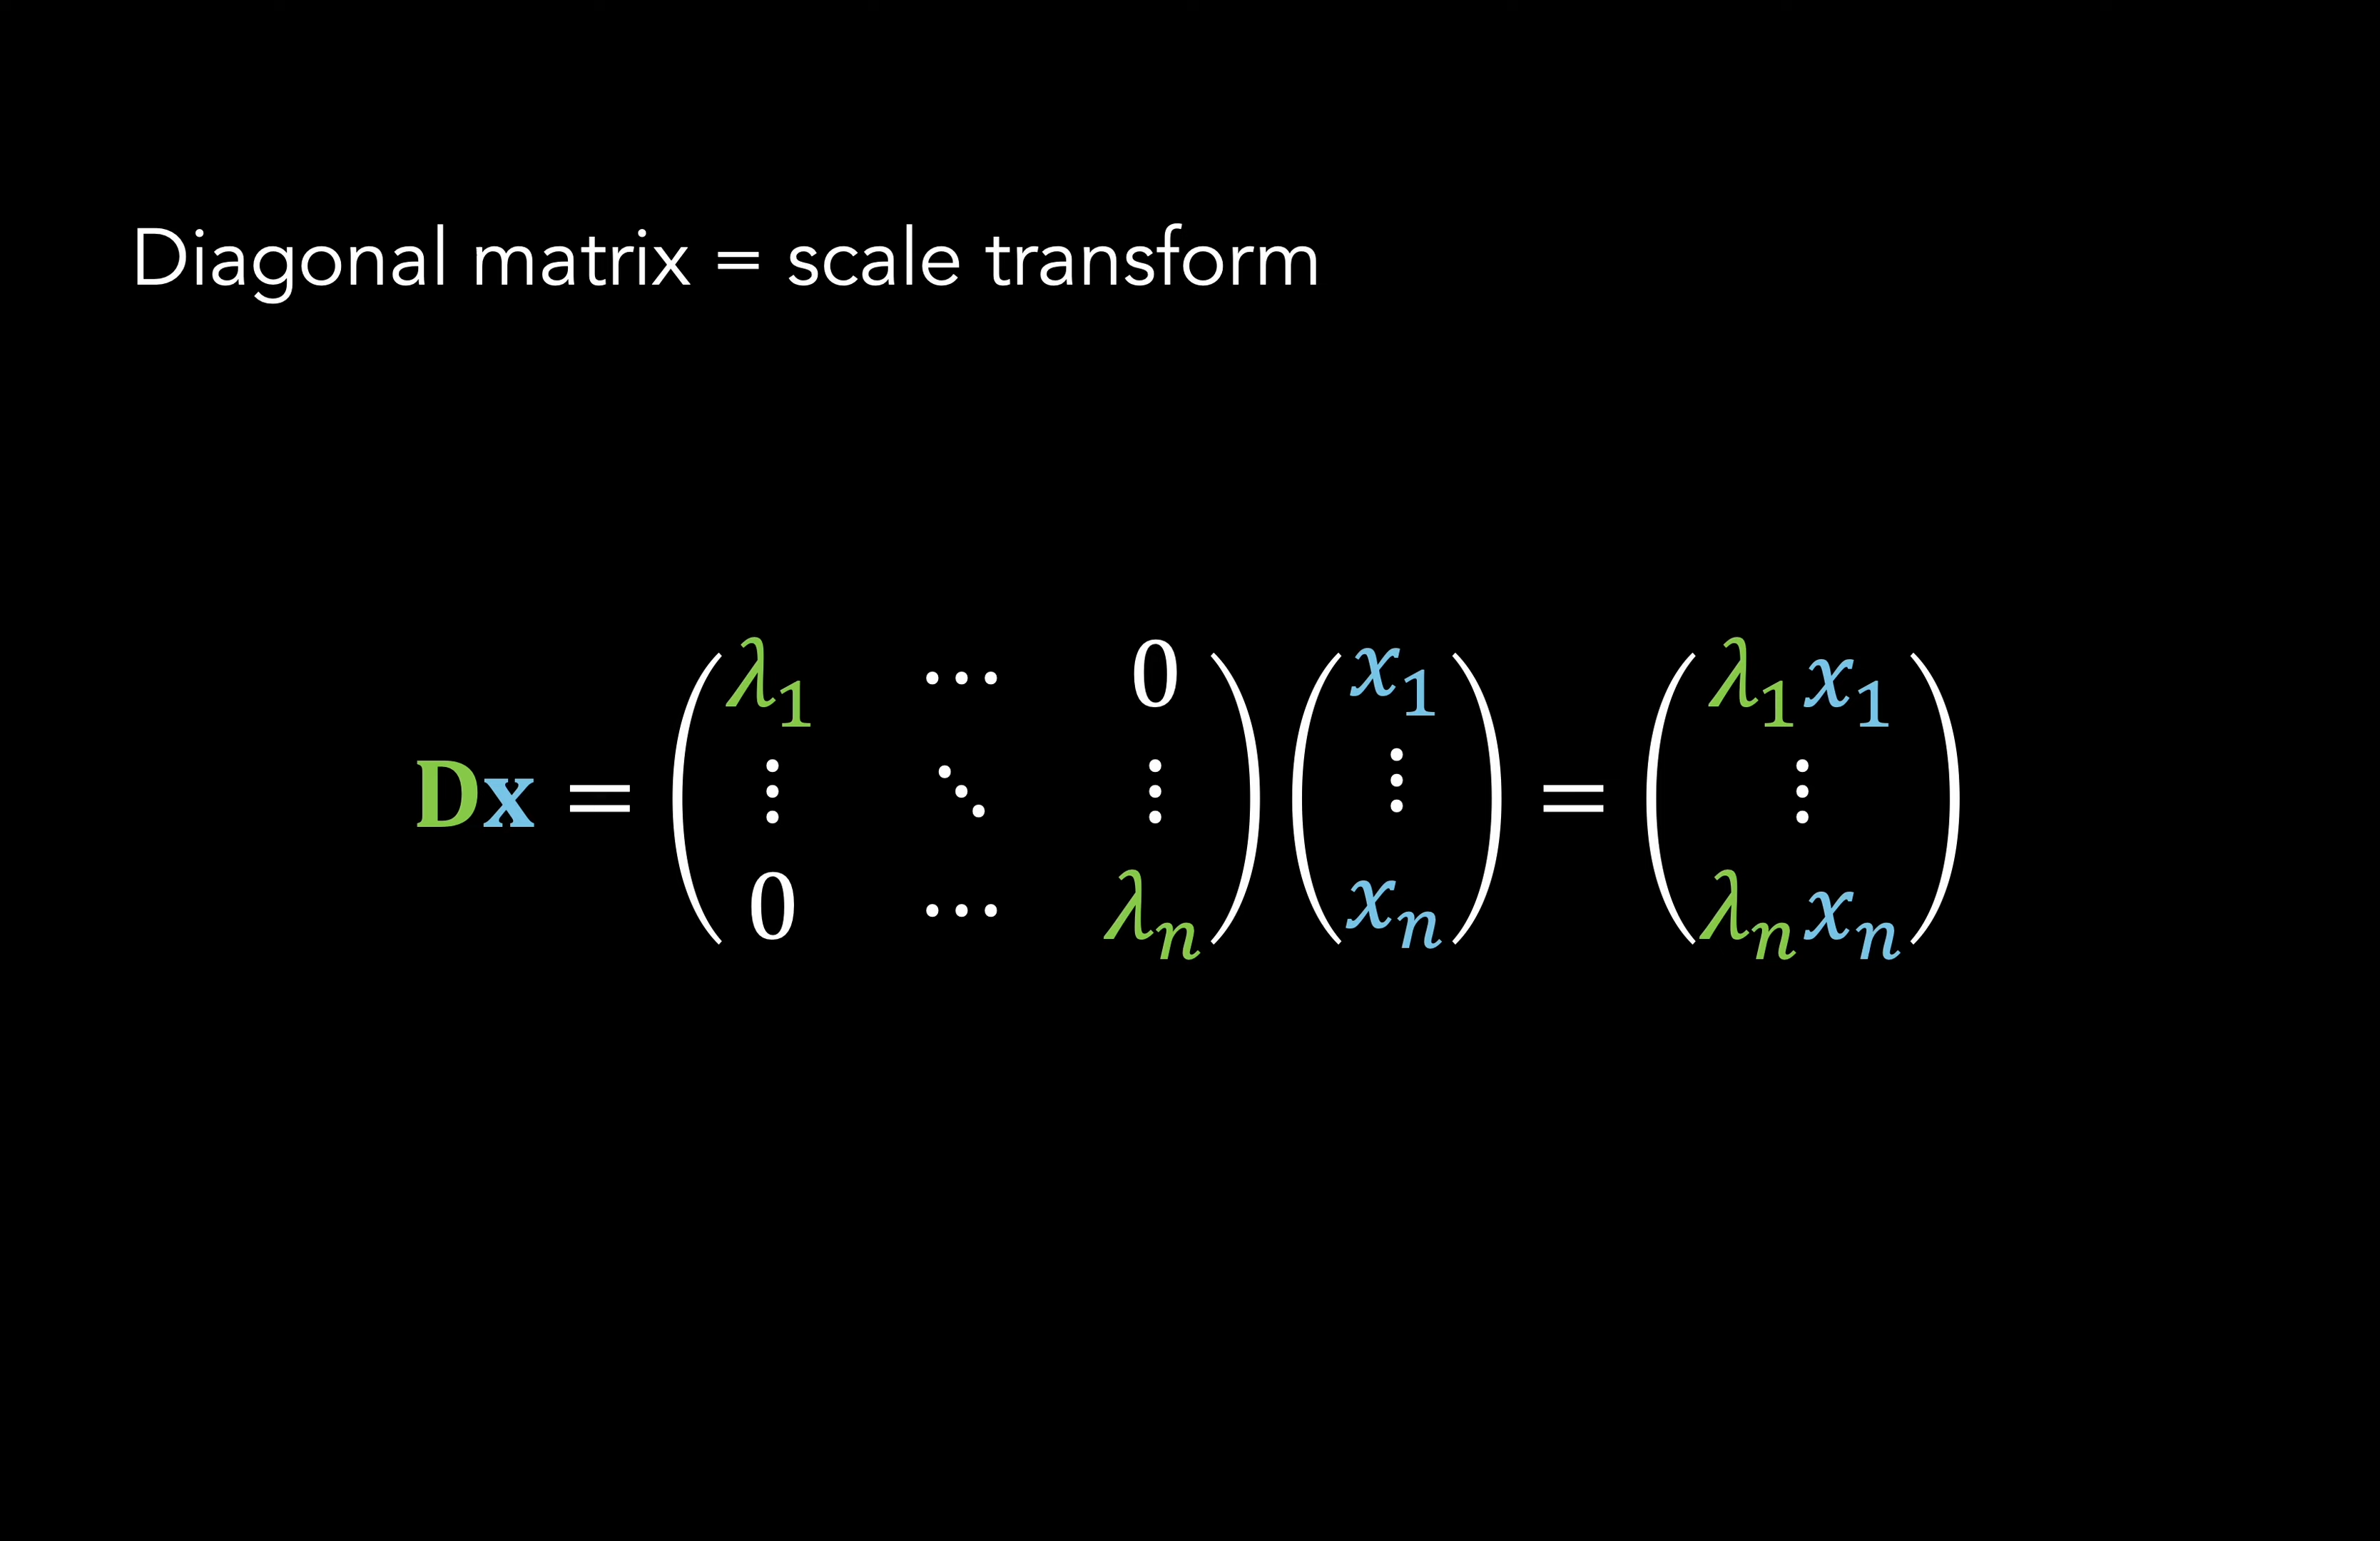 Diagonal matrix = scale transform
𝐃𝐱 = (λ₁ ⋯ 0 ⋮ ⋱ ⋮ 0 ⋯ λₙ) (x₁ ⋮ xₙ) = (λ₁x₁ ⋮ λₙxₙ)